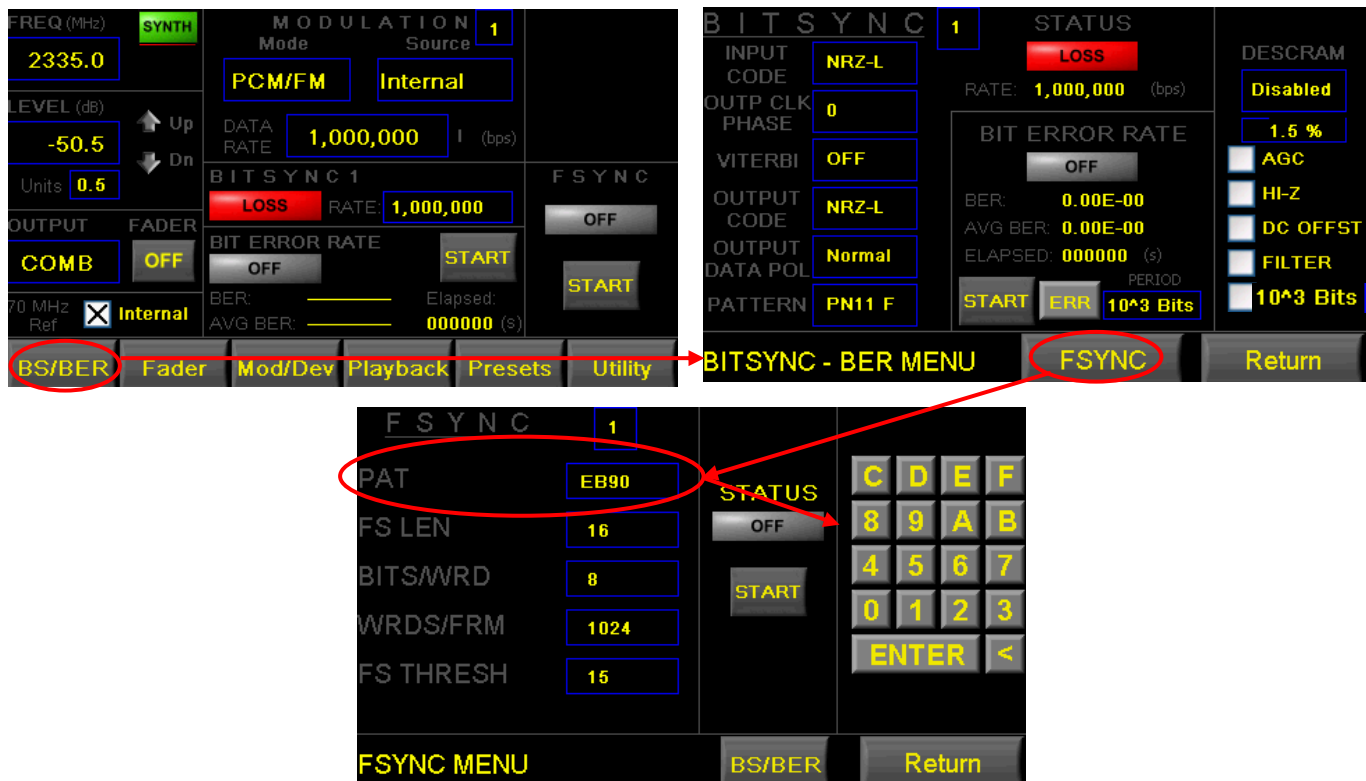 FREQ (MHz) SYNTH
2335.0
LEVEL (dB)
-50.5
Up
Dn
Units 0.5
OUTPUT FADER
COMB OFF
70 MHz Ref Internal
MODULATION 1
Mode Source
PCM/FM Internal
DATA RATE 1,000,000 (bps)
BITSYNC1
LOSS RATE: 1,000,000
BIT ERROR RATE
OFF START
BER: Elapsed:
AVG BER: 000000 (s)
FSYNC
OFF
START
BS/BER Fader Mod/Dev Playback Presets Utility
BITSYNC 1
INPUT CODE NRZ-L
OUTP CLK PHASE 0
VITERBI OFF
OUTPUT CODE NRZ-L
OUTPUT DATA POL Normal
PATTERN PN11 F
STATUS
LOSS
RATE: 1,000,000 (bps)
BIT ERROR RATE
OFF
BER: 0.00E-00
AVG BER: 0.00E-00
ELAPSED: 000000 (s)
PERIOD
START ERR 10^3 Bits
DESCRAM
Disabled
1.5 %
AGC
HI-Z
DC OFFST
FILTER
10^3 Bits
BITSYNC - BER MENU FSYNC Return
FSYNC 1
PAT EB90
FS LEN 16
BITS/WRD 8
WRDS/FRM 1024
FS THRESH 15
STATUS
OFF
START
C D E F
8 9 A B
4 5 6 7
0 1 2 3
ENTER <
FSYNC MENU BS/BER Return